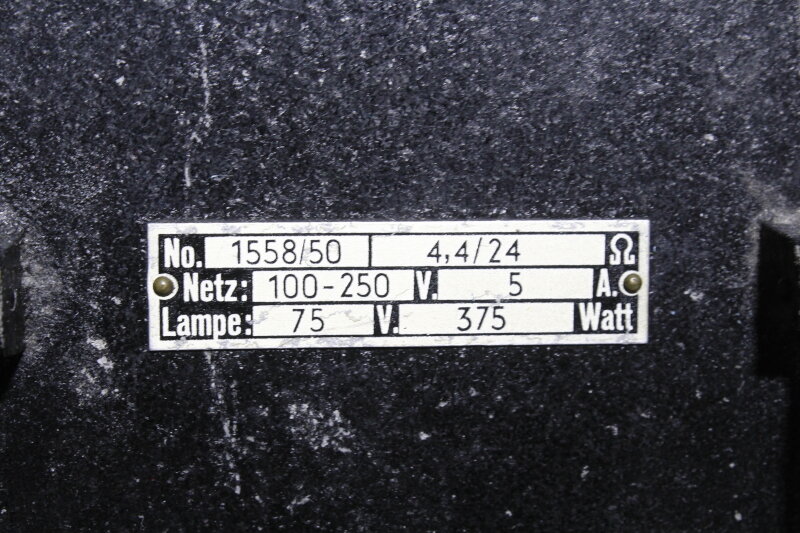 No. 1558/50 4,4/24 Ω
Netz: 100-250 V. 5 A.
Lampe: 75 V. 375 Watt